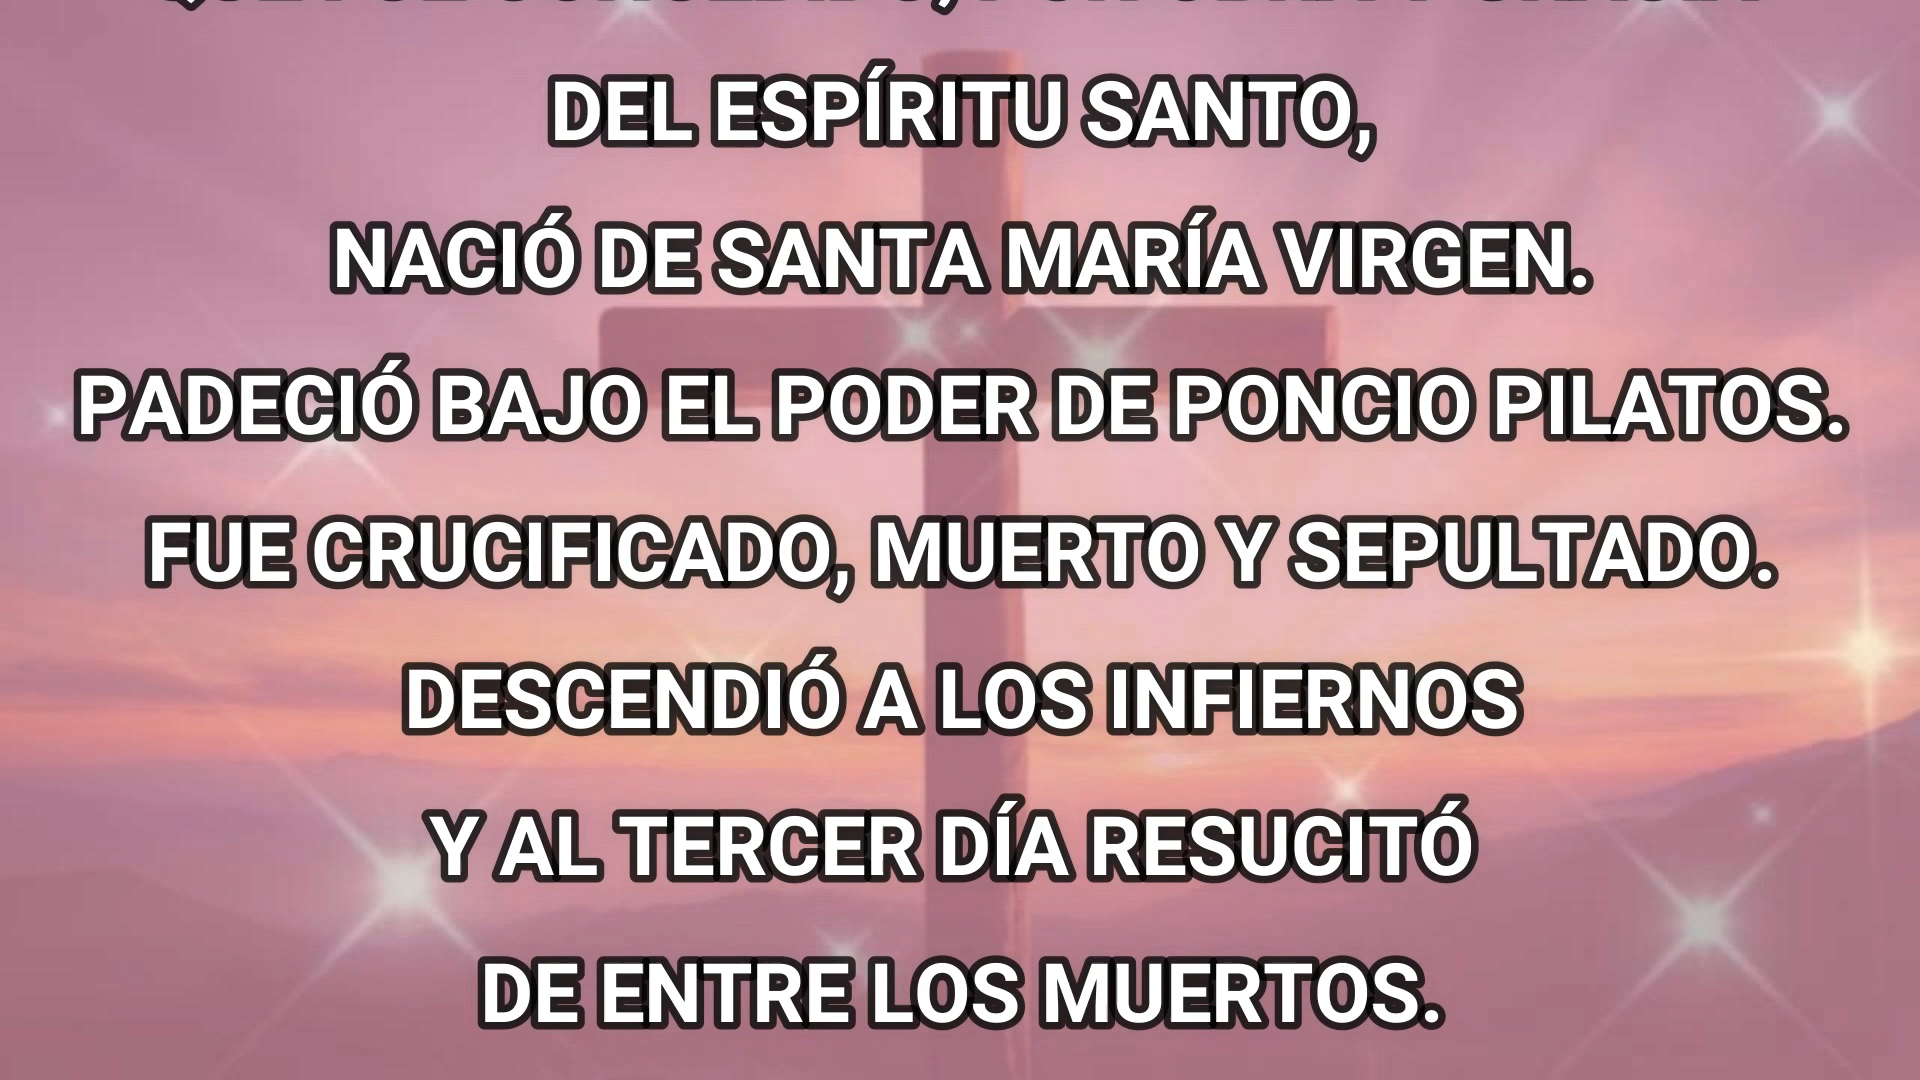 DEL ESPÍRITU SANTO,
NACIÓ DE SANTA MARÍA VIRGEN.
PADECIÓ BAJO EL PODER DE PONCIO PILATOS.
FUE CRUCIFICADO, MUERTO Y SEPULTADO.
DESCENDIÓ A LOS INFIERNOS
Y AL TERCER DÍA RESUCITÓ
DE ENTRE LOS MUERTOS.